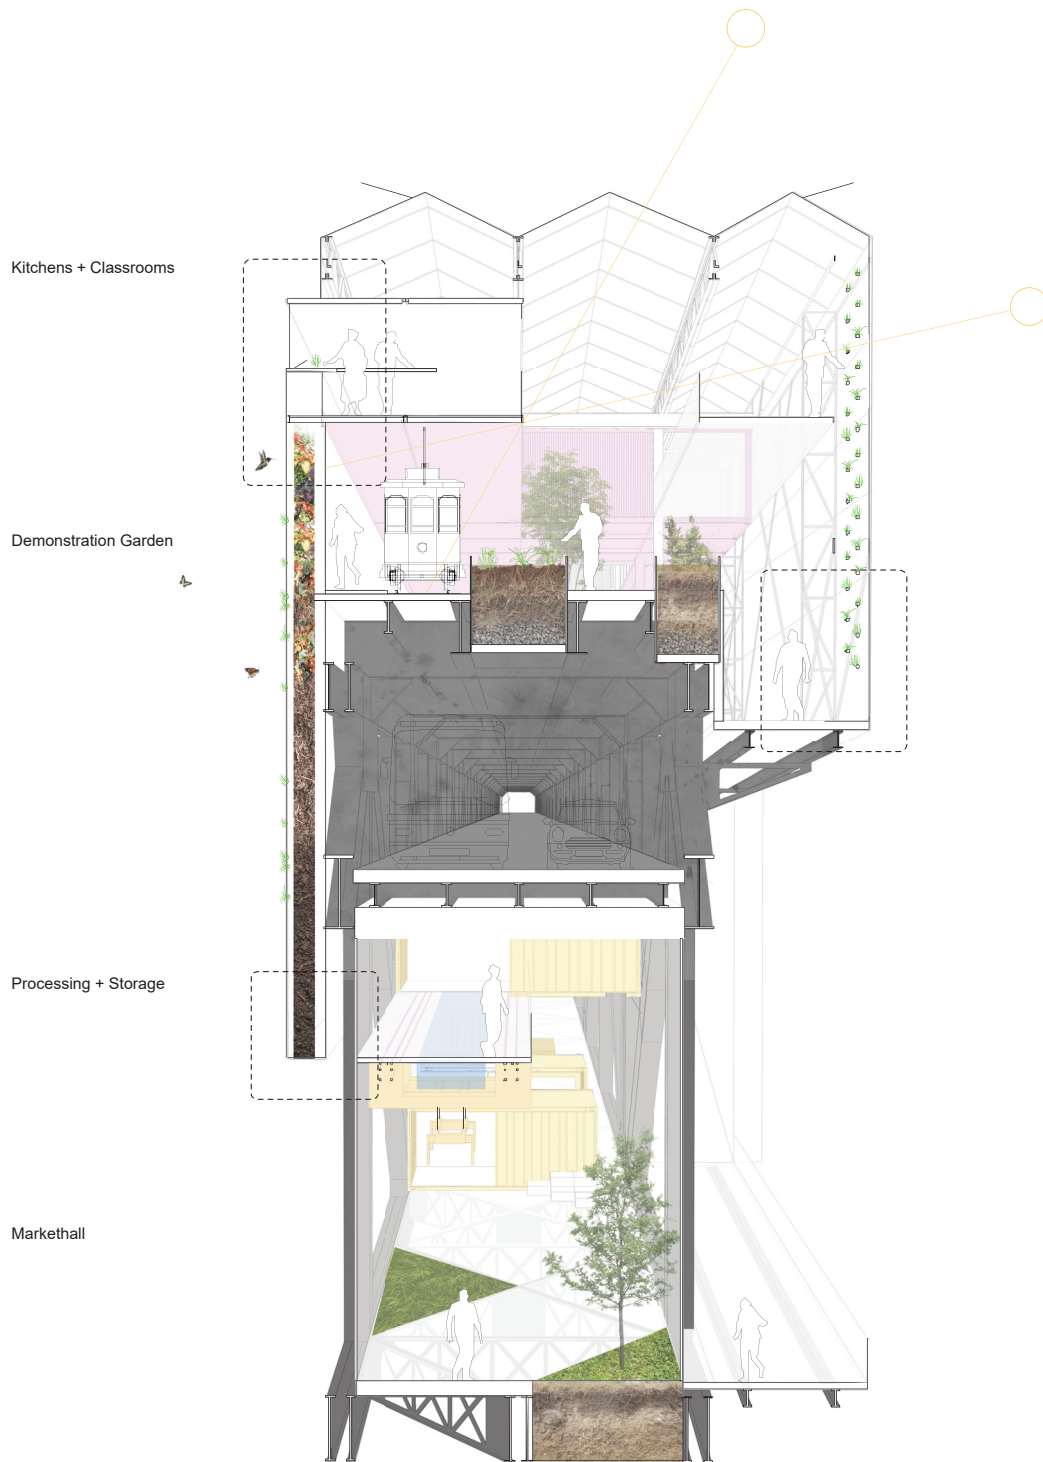 Kitchens + Classrooms
Demonstration Garden
Processing + Storage
Markethall